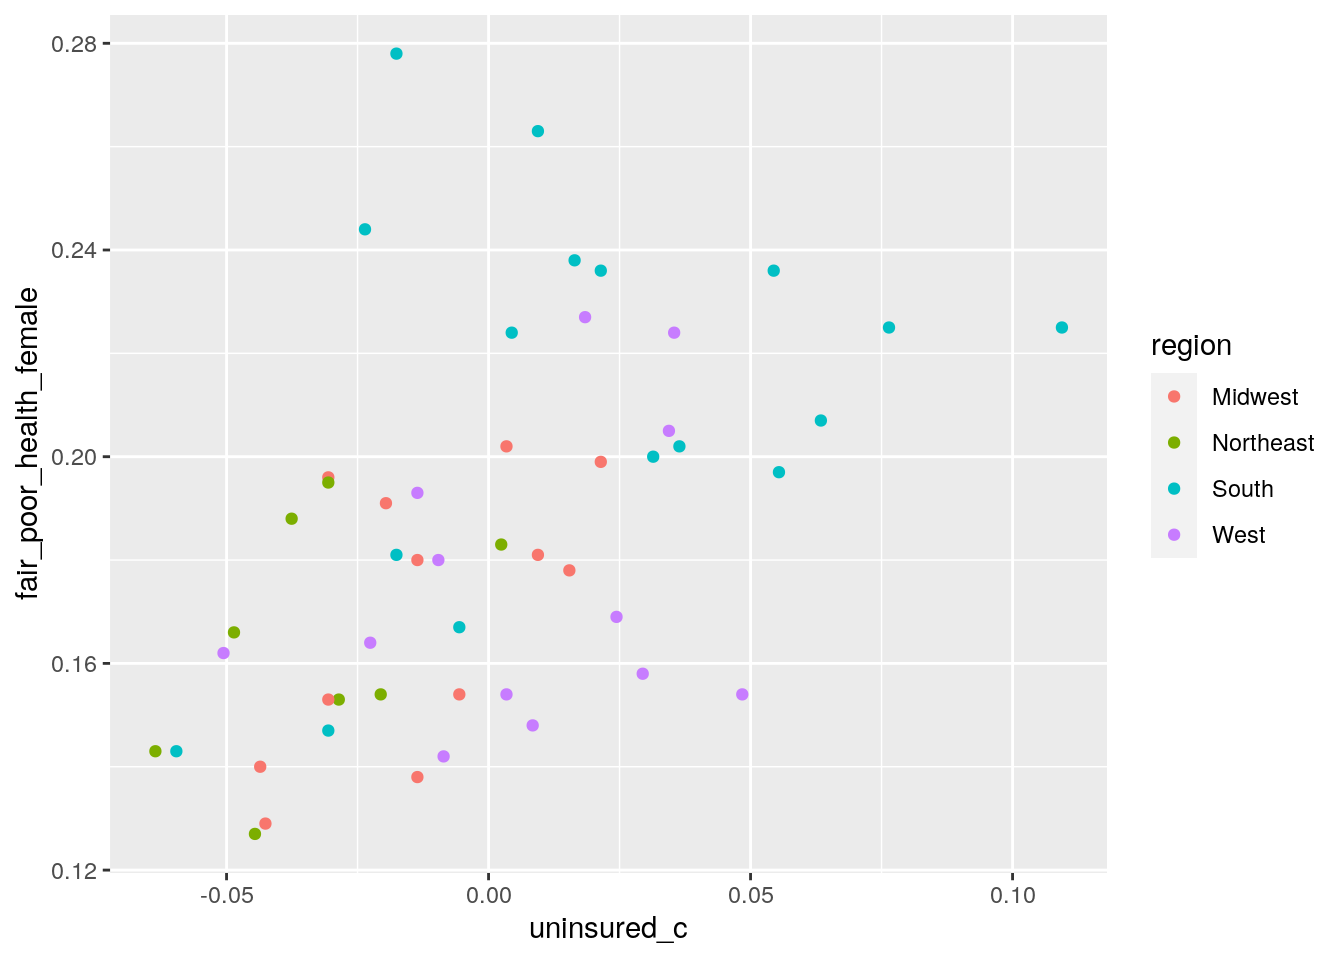 0.28
0.24
0.20
0.16
0.12
fair_poor_health_female
-0.05 0.00 0.05 0.10
uninsured_c
region
Midwest
Northeast
South
West